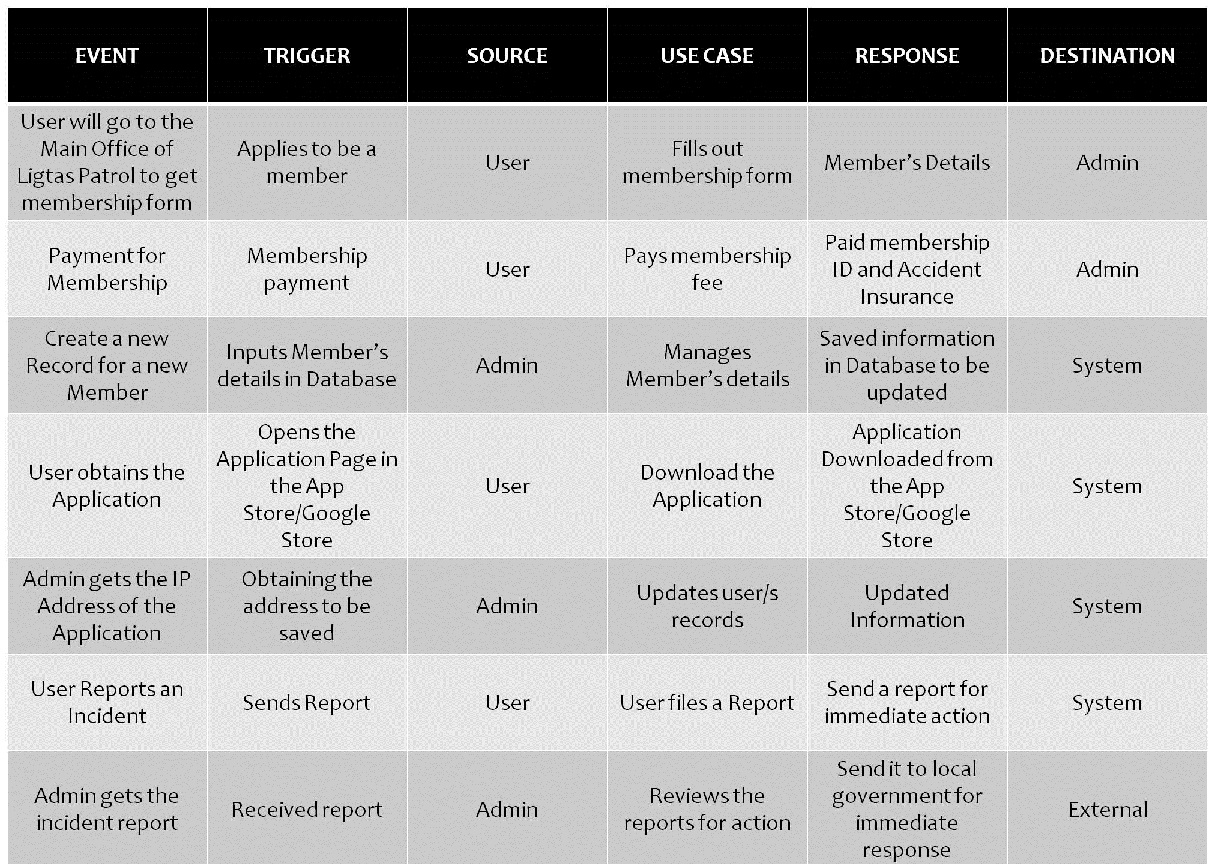 EVENT
TRIGGER
SOURCE
USE CASE
RESPONSE
DESTINATION
User will go to the
Main Office of
Ligtas Patrol to get
membership form
Applies to be a
member
User
Fills out
membership form
Member's Details
Admin
Payment for
Membership
Membership
payment
User
Pays membership
fee
Paid membership
ID and Accident
Insurance
Admin
Create a new
Record for a new
Member
Inputs Member's
details in Database
Admin
Manages
Member's details
Saved information
in Database to be
updated
System
User obtains the
Application
Opens the
Application Page in
the App
Store/Google
Store
User
Download the
Application
Application
Downloaded from
the App
Store/Google
Store
System
Admin gets the IP
Address of the
Application
Obtaining the
address to be
saved
Admin
Updates user/s
records
Updated
Information
System
User Reports an
Incident
Sends Report
User
User files a Report
Send a report for
immediate action
System
Admin gets the
incident report
Received report
Admin
Reviews the
reports for action
Send it to local
government for
immediate
response
External